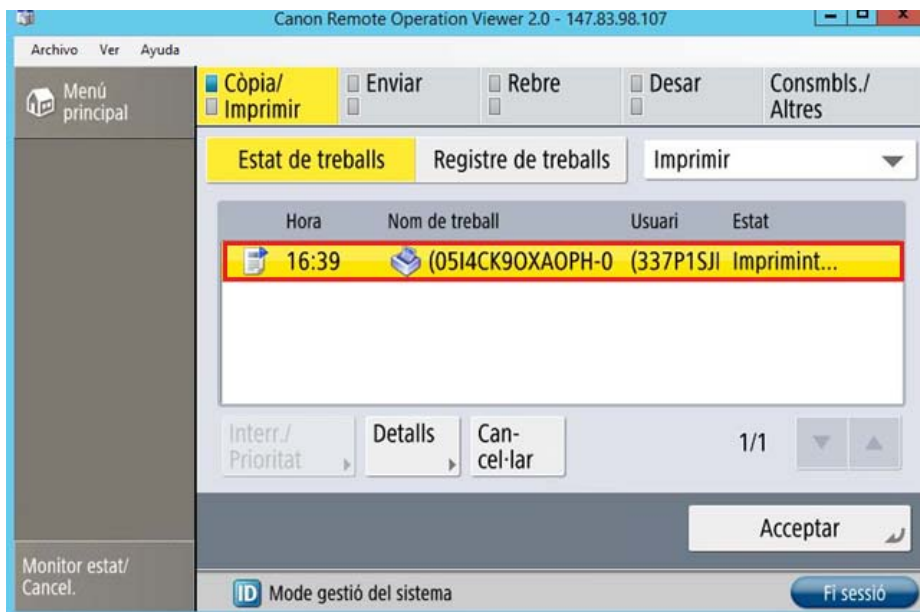 Canon Remote Operation Viewer 2.0 - 147.83.98.107
Archivo Ver Ayuda
Menú
principal
Còpia/
Imprimir
Enviar
Rebre
Desar
Consmbls./
Altres
Estat de treballs
Registre de treballs
Imprimir
Hora Nom de treball Usuari Estat
16:39 (05I4CK9OXAOPH-0 (337P1SJI Imprimint...
Interr./
Prioritat
Detalls
Can-
cel·lar
1/1
Acceptar
Monitor estat/
Cancel.
ID Mode gestió del sistema
Fi sessió